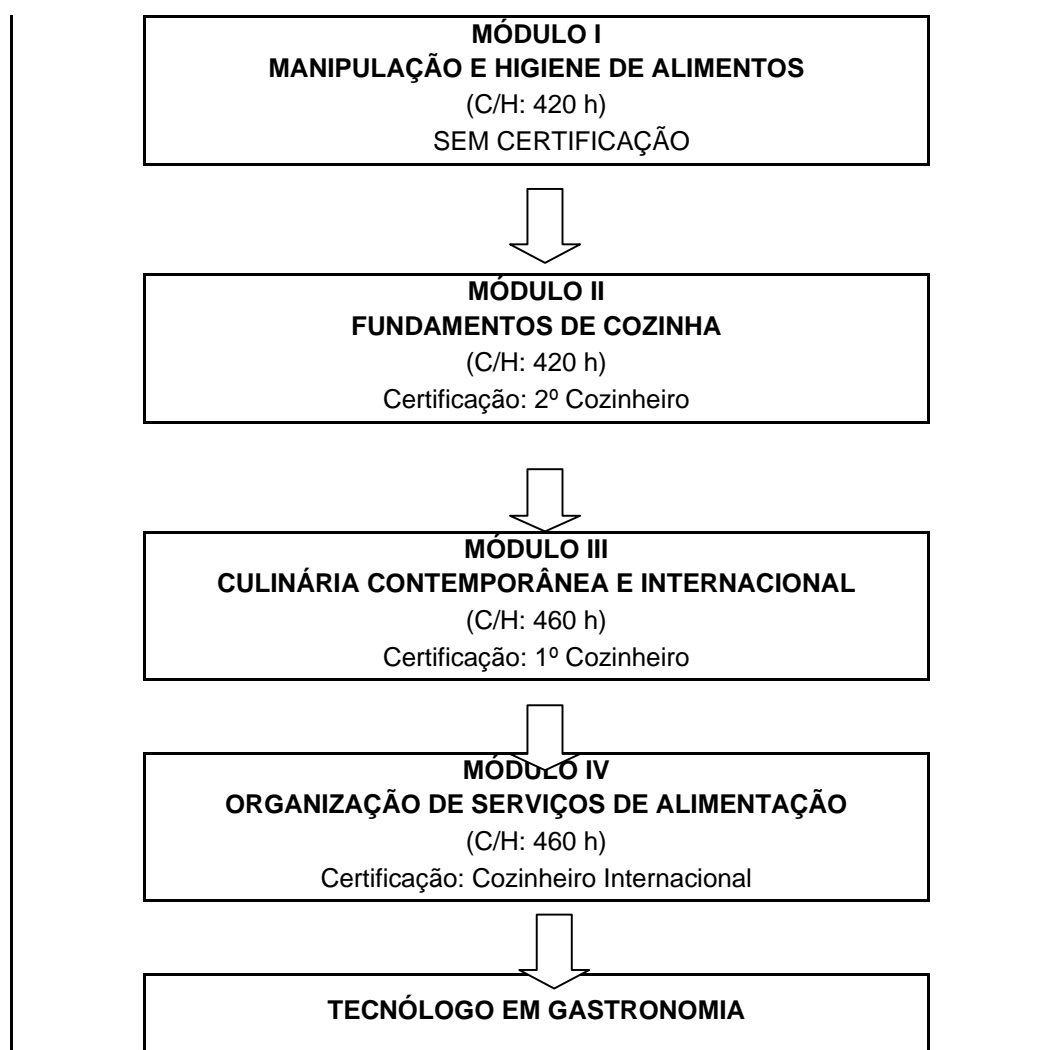 MÓDULO I
MANIPULAÇÃO E HIGIENE DE ALIMENTOS
(C/H: 420 h)
SEM CERTIFICAÇÃO
MÓDULO II
FUNDAMENTOS DE COZINHA
(C/H: 420 h)
Certificação: 2º Cozinheiro
MÓDULO III
CULINÁRIA CONTEMPORÂNEA E INTERNACIONAL
(C/H: 460 h)
Certificação: 1º Cozinheiro
MÓDULO IV
ORGANIZAÇÃO DE SERVIÇOS DE ALIMENTAÇÃO
(C/H: 460 h)
Certificação: Cozinheiro Internacional
TECNÓLOGO EM GASTRONOMIA